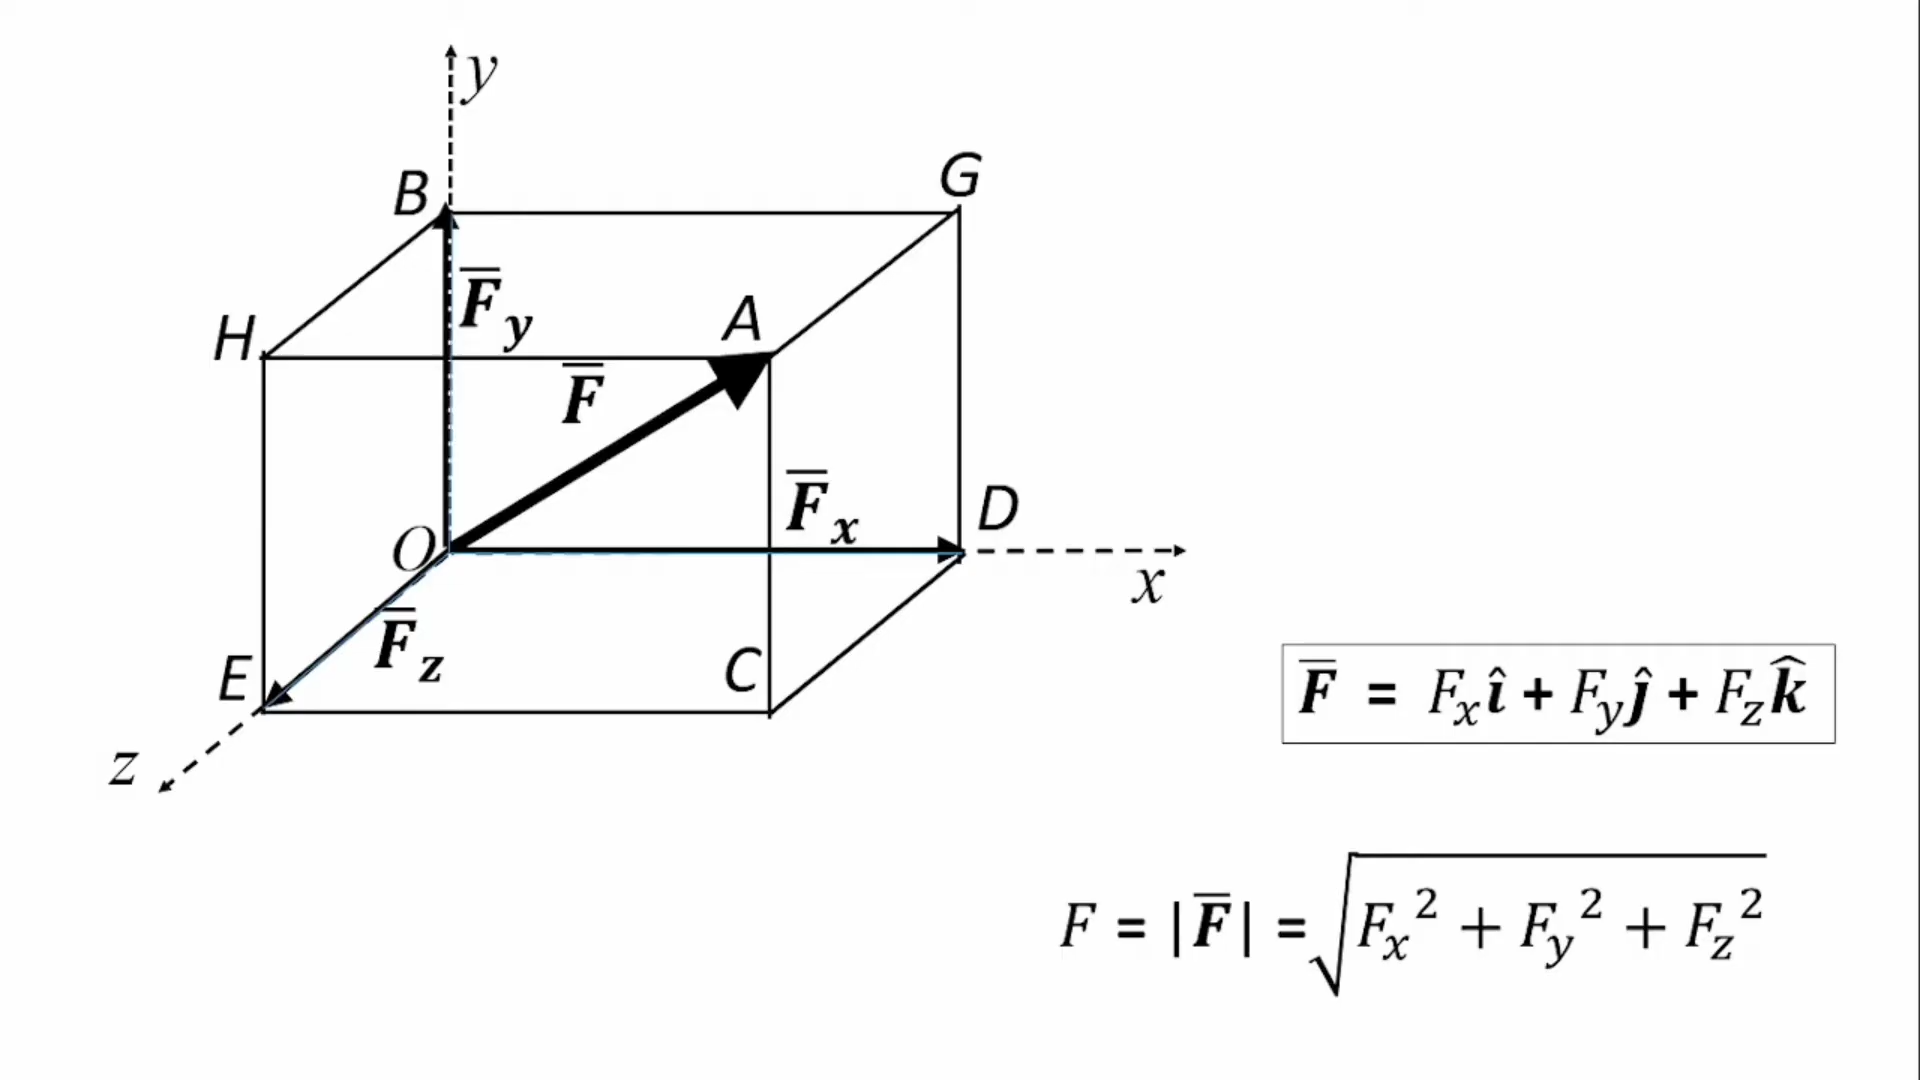 y
B
G
F̅y
H
A
F̅
F̅x
D
O
x
F̅z
E
C
z
F̅ = Fxî + Fyĵ + Fzk̂
F = |F̅| = √Fx² + Fy² + Fz²